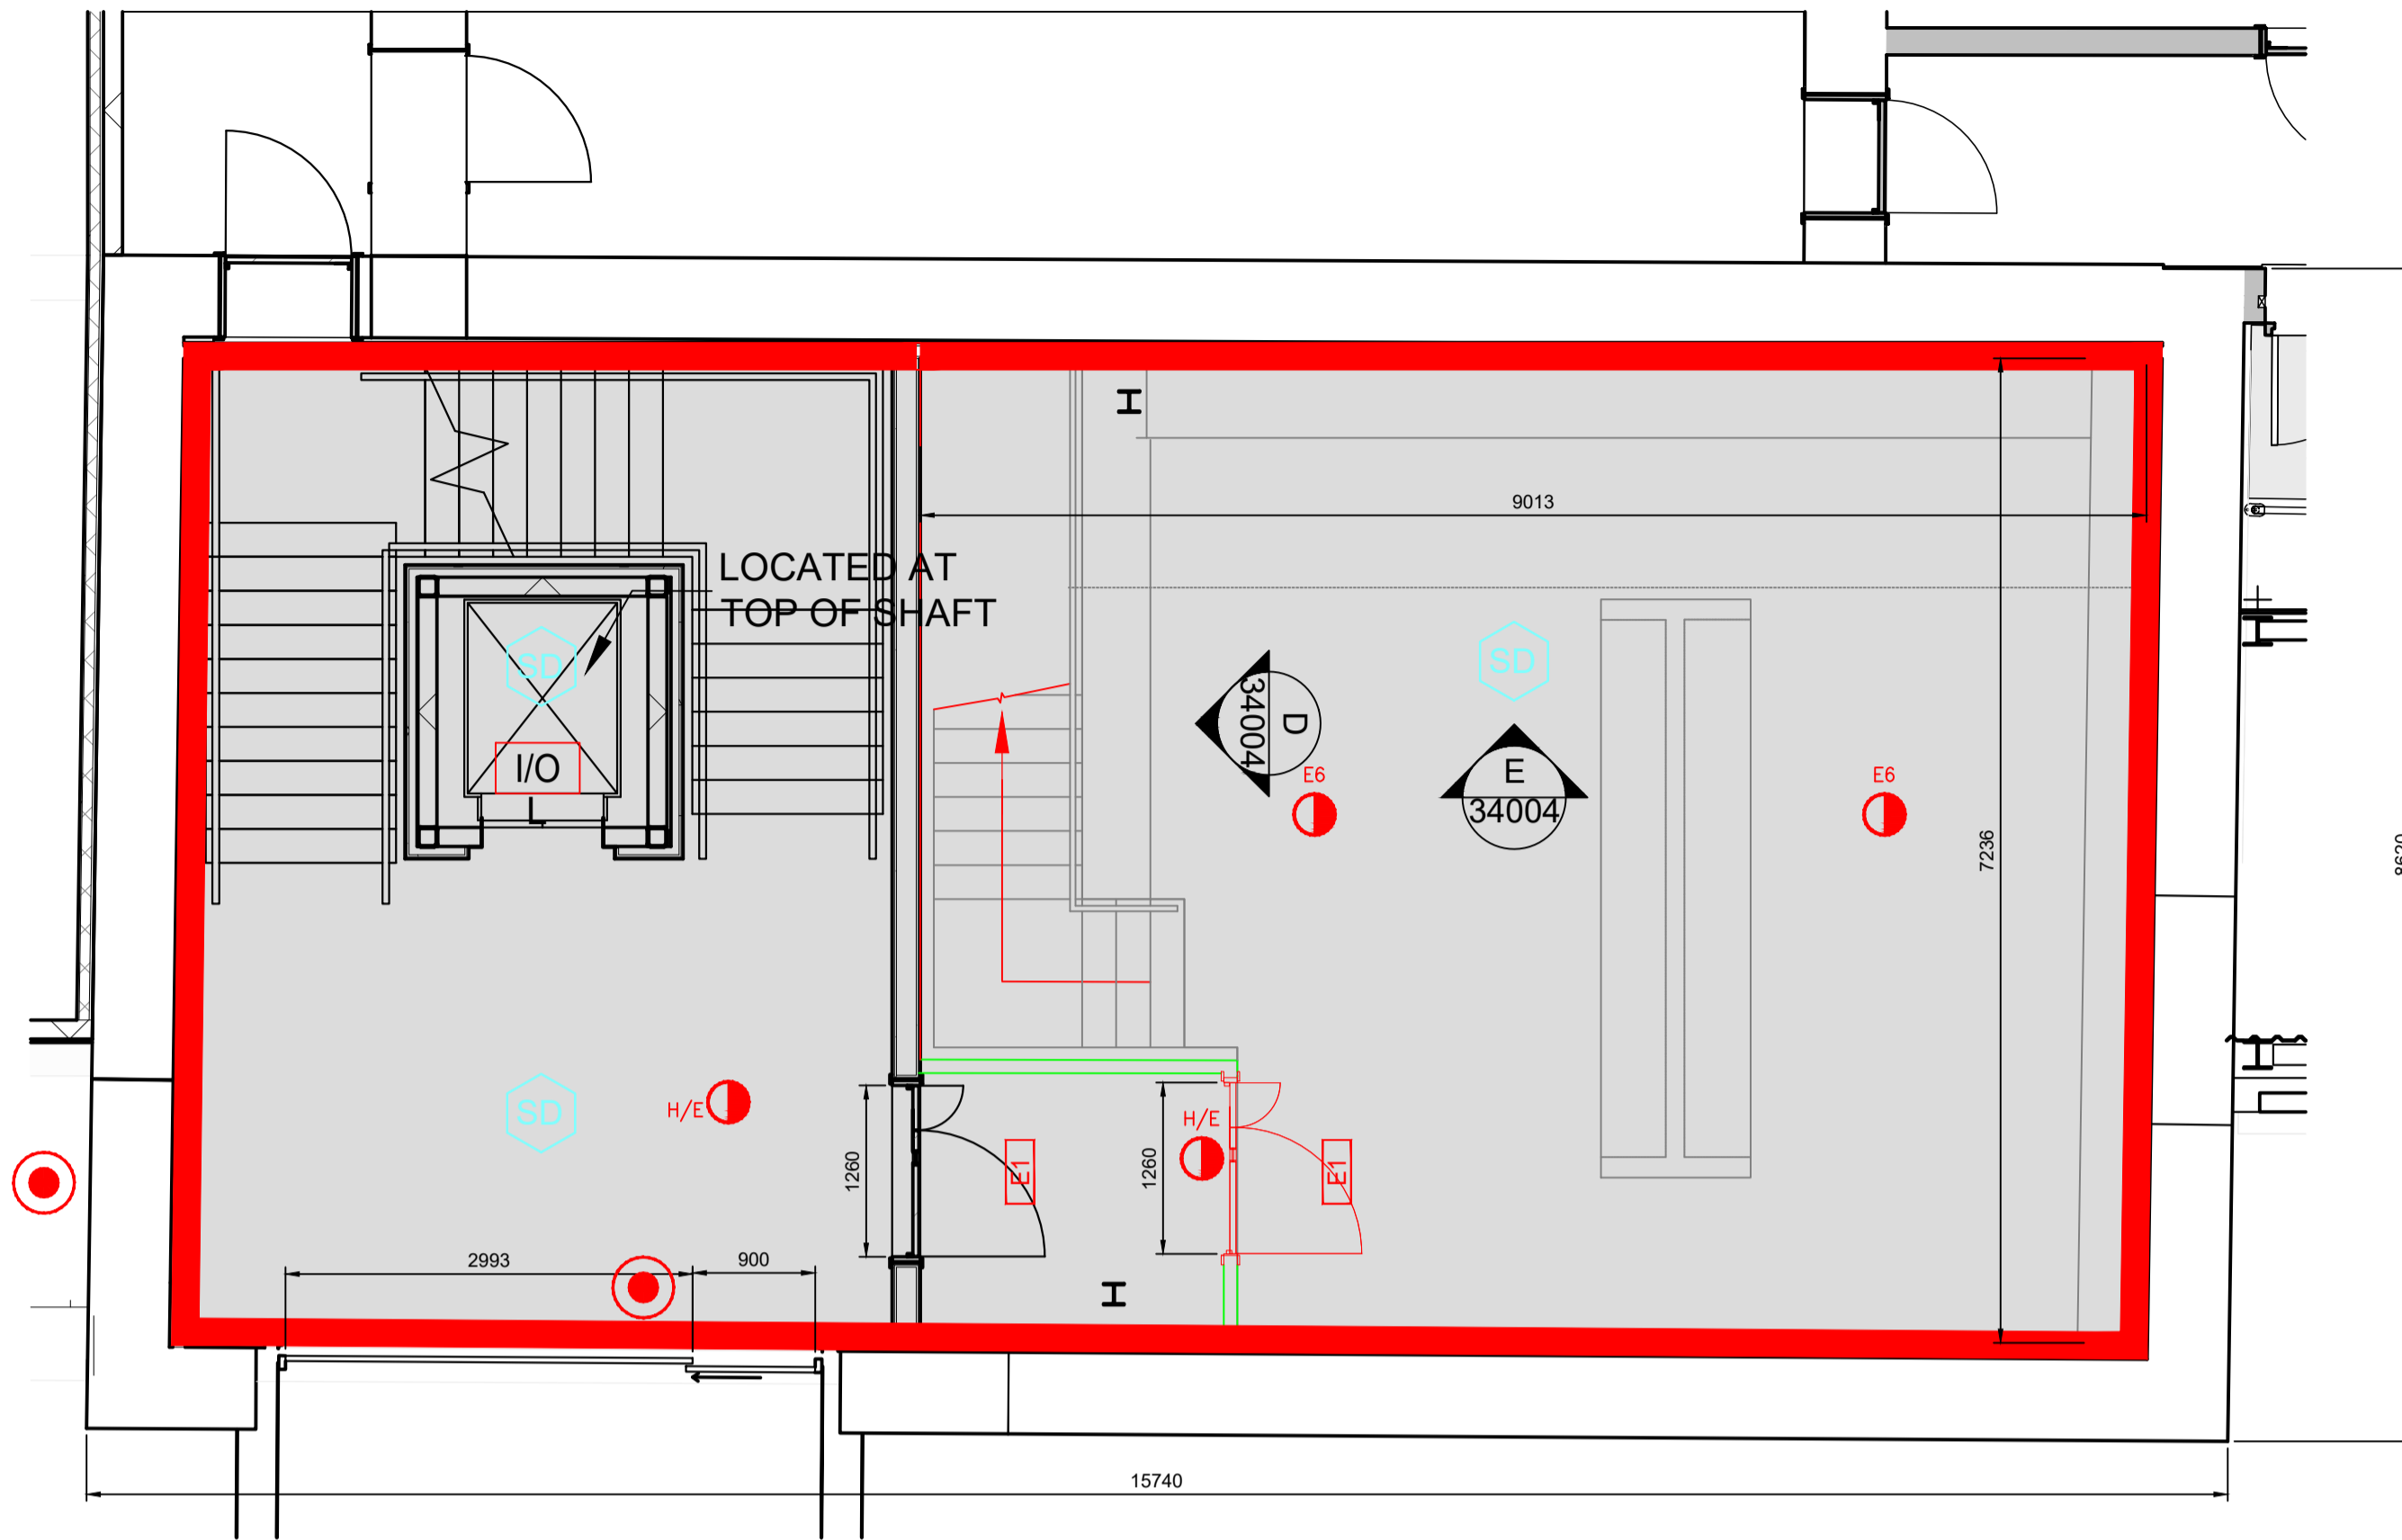 9013
LOCATED AT
TOP OF SHAFT
SD
SD
I/O
L
D
34004
E
34004
E6
E6
7236
8620
SD
H/E
H/E
1260
1260
E1
E1
2993
900
15740